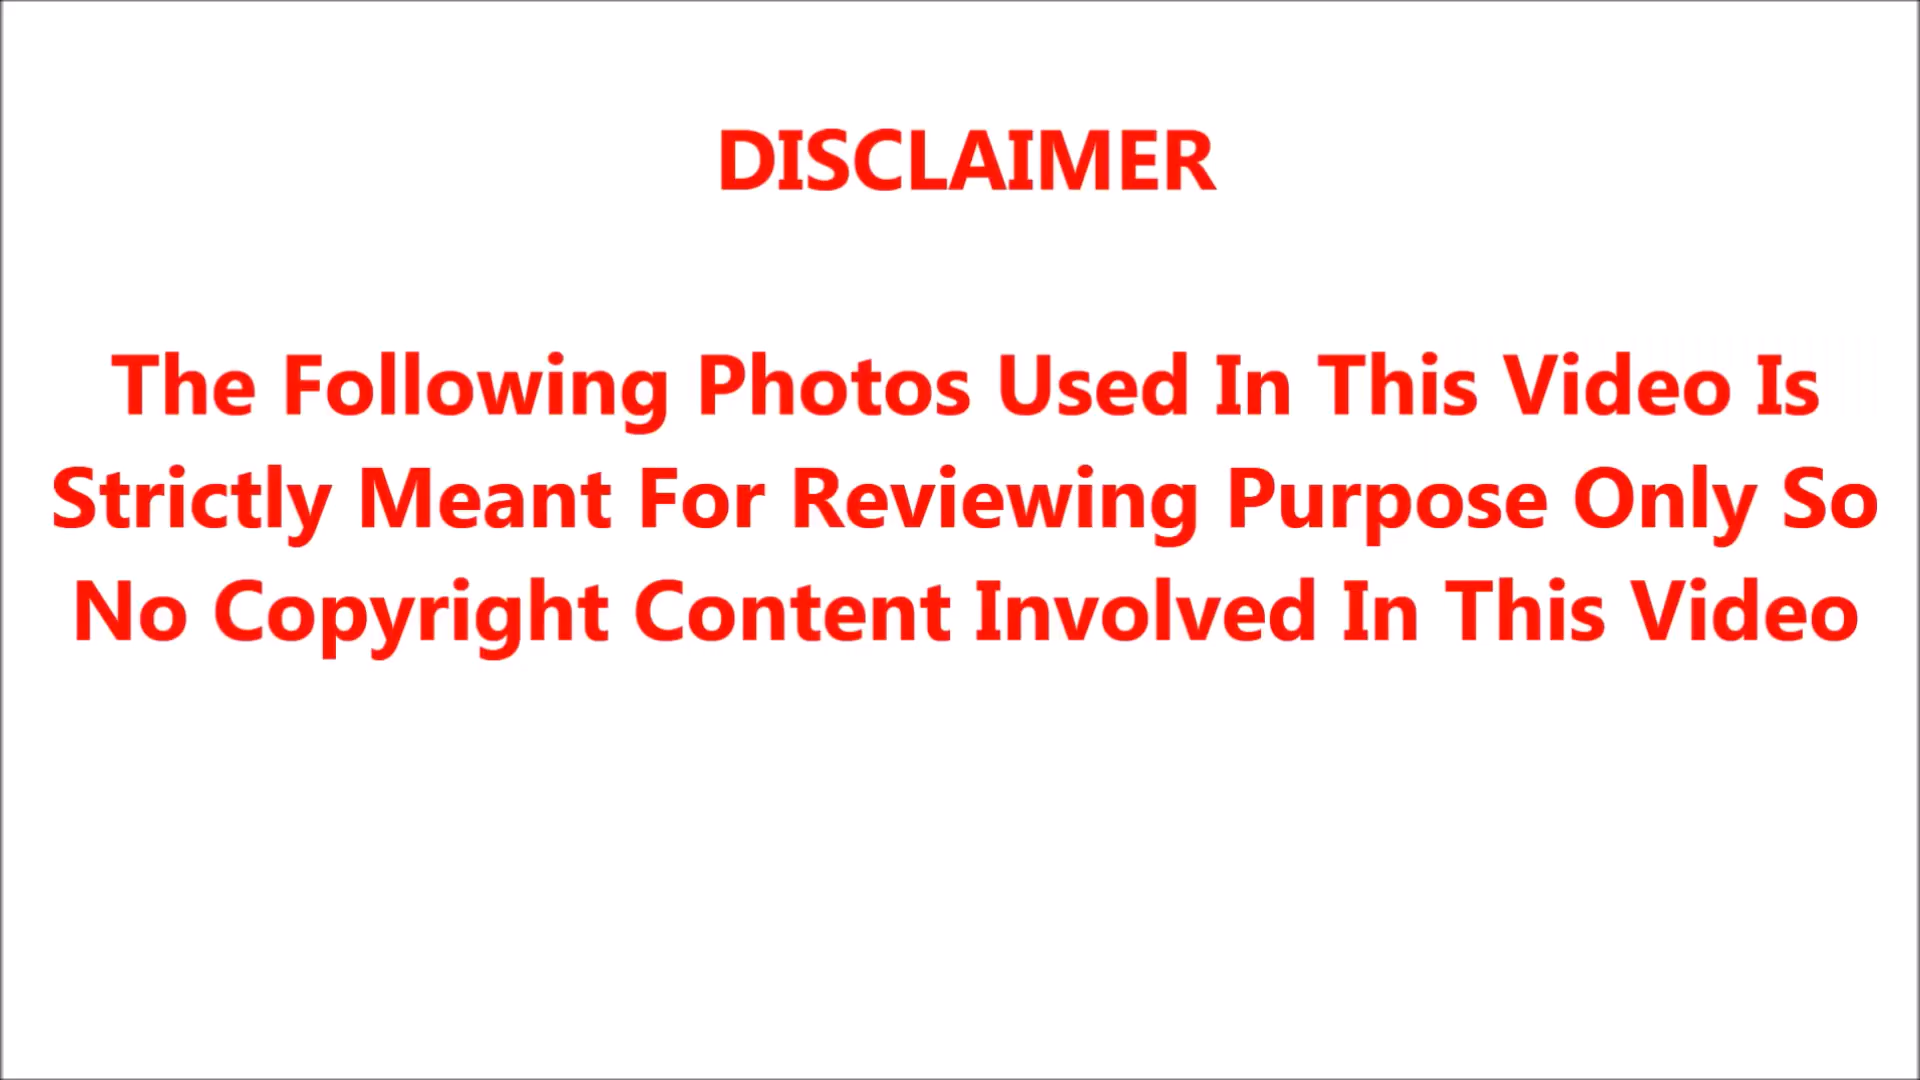 DISCLAIMER
The Following Photos Used In This Video Is
Strictly Meant For Reviewing Purpose Only So
No Copyright Content Involved In This Video